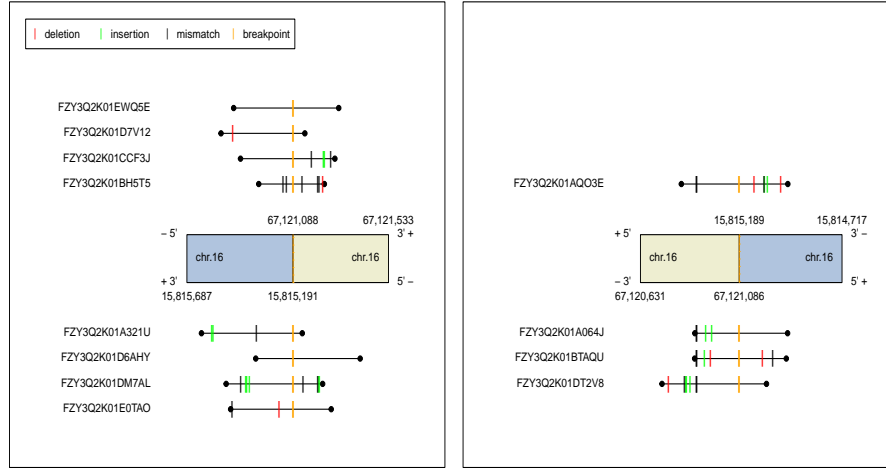 deletion insertion mismatch breakpoint
FZY3Q2K01EWQ5E
FZY3Q2K01D7V12
FZY3Q2K01CCF3J
FZY3Q2K01BH5T5
67,121,088 67,121,533
– 5' 3' +
chr.16 chr.16
+ 3' 5' –
15,815,687 15,815,191
FZY3Q2K01A321U
FZY3Q2K01D6AHY
FZY3Q2K01DM7AL
FZY3Q2K01E0TAO
FZY3Q2K01AQO3E
15,815,189 15,814,717
+ 5' 3' –
chr.16 chr.16
– 3' 5' +
67,120,631 67,121,086
FZY3Q2K01A064J
FZY3Q2K01BTAQU
FZY3Q2K01DT2V8